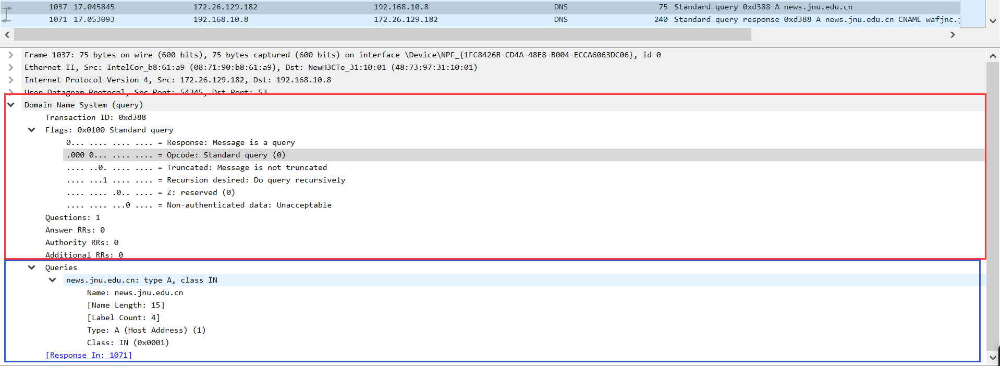 1037 17.045845 172.26.129.182 192.168.10.8 DNS 75 Standard query 0xd388 A news.jnu.edu.cn
1071 17.053093 192.168.10.8 172.26.129.182 DNS 240 Standard query response 0xd388 A news.jnu.edu.cn CNAME wafjnc.j
Frame 1037: 75 bytes on wire (600 bits), 75 bytes captured (600 bits) on interface \Device\NPF_{1FC8426B-CD4A-48E8-B004-ECCA6063DC06}, id 0
Ethernet II, Src: IntelCor_b8:61:a9 (08:71:90:b8:61:a9), Dst: NewH3CTe_31:10:01 (48:73:97:31:10:01)
Internet Protocol Version 4, Src: 172.26.129.182, Dst: 192.168.10.8
User Datagram Protocol, Src Port: 54345, Dst Port: 53
Domain Name System (query)
Transaction ID: 0xd388
Flags: 0x0100 Standard query
0... .... .... .... = Response: Message is a query
.000 0... .... .... = Opcode: Standard query (0)
.... ..0. .... .... = Truncated: Message is not truncated
.... ...1 .... .... = Recursion desired: Do query recursively
.... .... .0.. .... = Z: reserved (0)
.... .... ...0 .... = Non-authenticated data: Unacceptable
Questions: 1
Answer RRs: 0
Authority RRs: 0
Additional RRs: 0
Queries
news.jnu.edu.cn: type A, class IN
Name: news.jnu.edu.cn
[Name Length: 15]
[Label Count: 4]
Type: A (Host Address) (1)
Class: IN (0x0001)
[Response In: 1071]